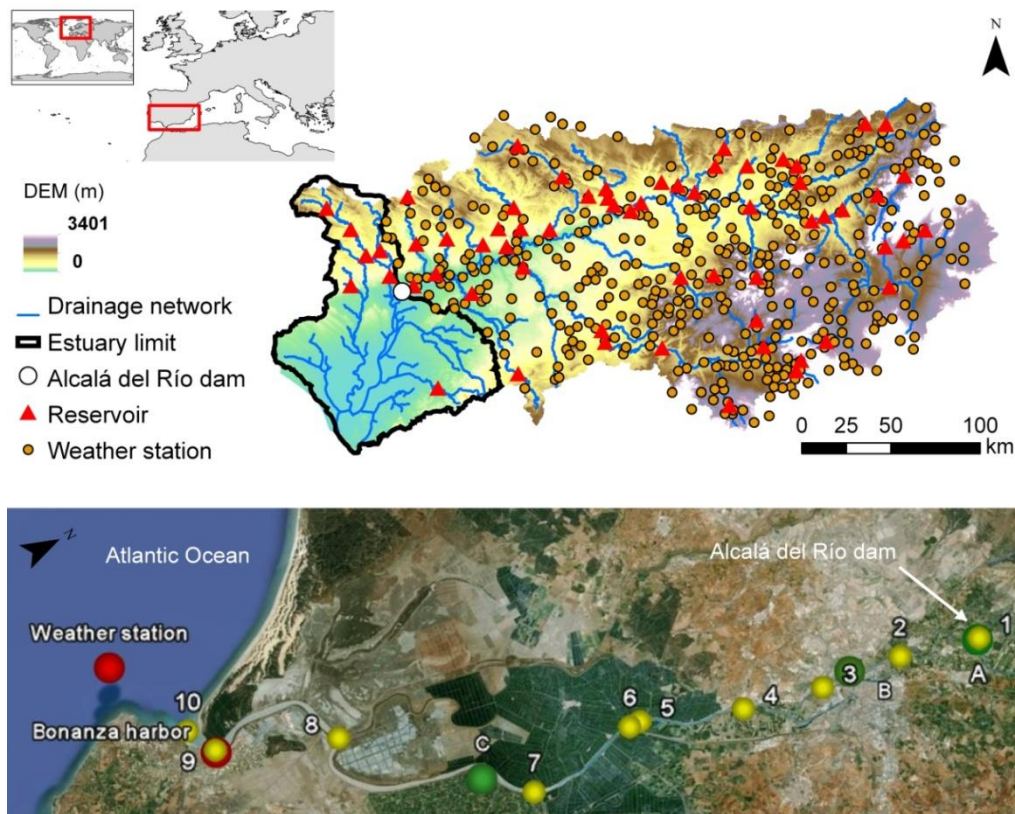 N
DEM (m)
3401
0
Drainage network
Estuary limit
Alcalá del Río dam
Reservoir
Weather station
0 25 50 100
km
N
Atlantic Ocean
Alcalá del Río dam
Weather station
1
2
3
A
B
4
10
6
5
Bonanza harbor
8
C
9
7